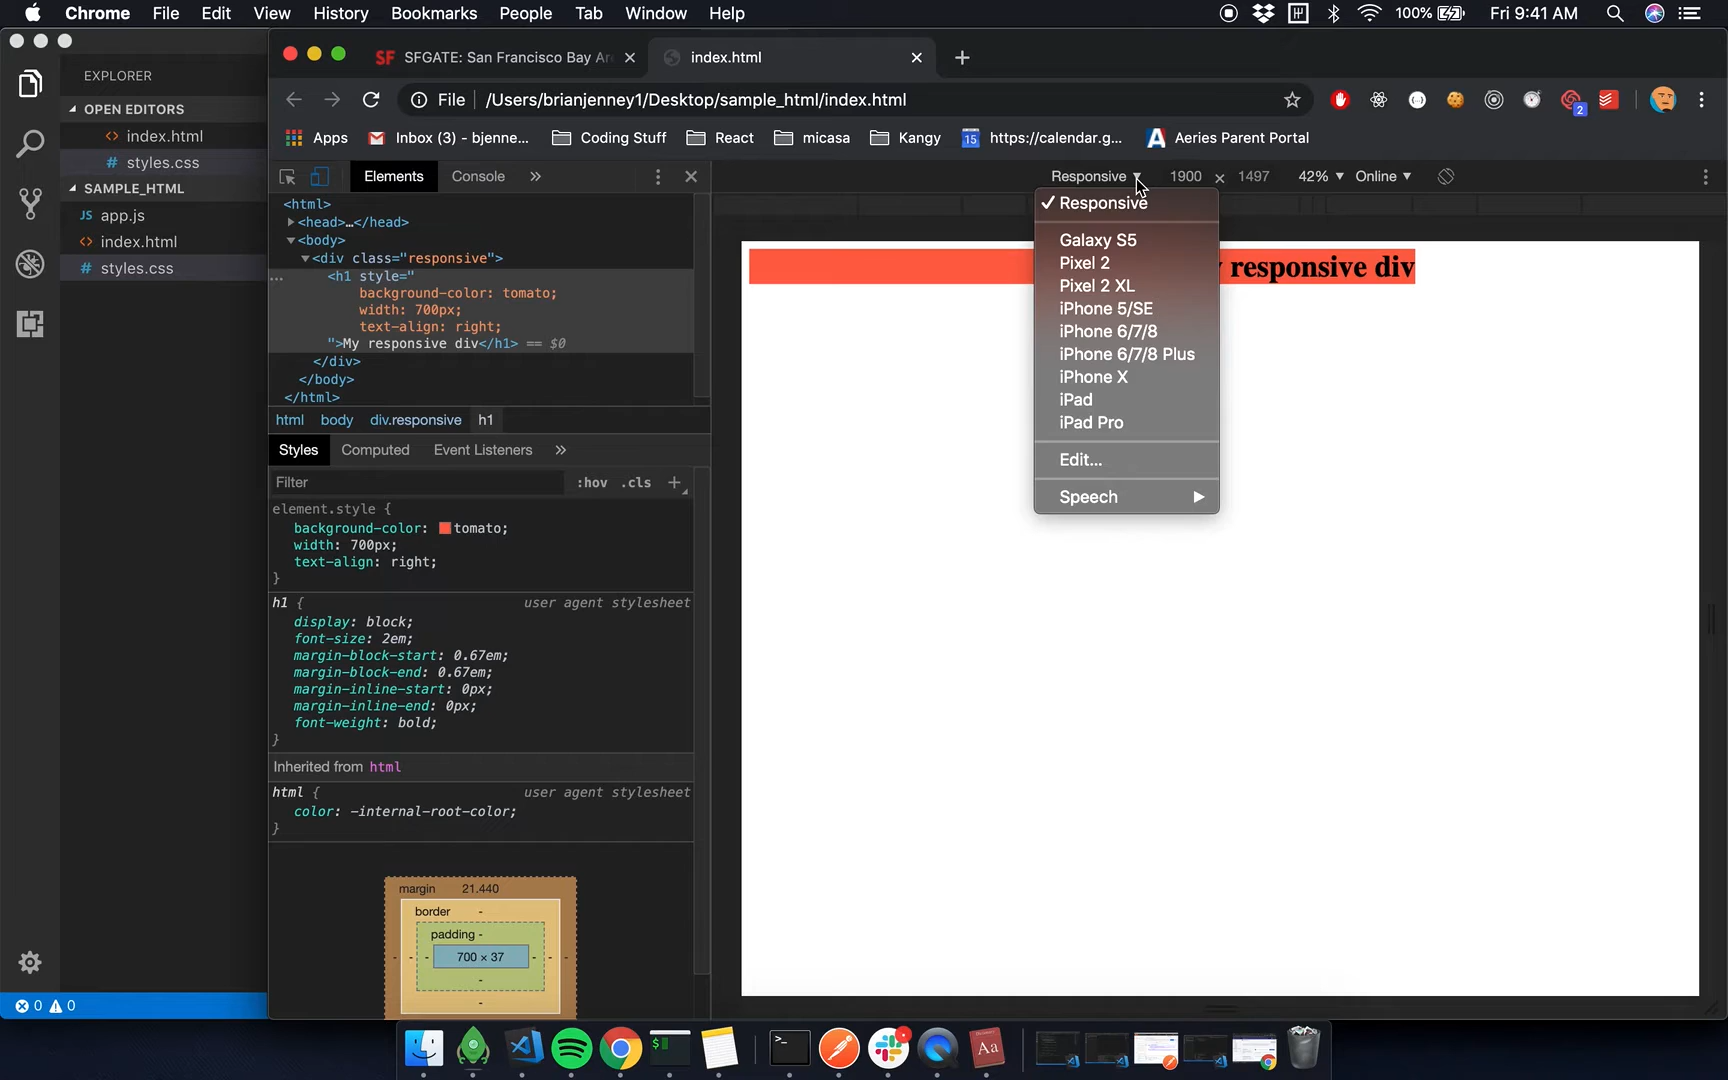 Chrome File Edit View History Bookmarks People Tab Window Help 100% Fri 9:41 AM
EXPLORER
OPEN EDITORS
<> index.html
# styles.css
SAMPLE_HTML
JS app.js
<> index.html
# styles.css
0 0
SF SFGATE: San Francisco Bay Ar
index.html
File /Users/brianjenney1/Desktop/sample_html/index.html
2
Apps Inbox (3) - bjenne... Coding Stuff React micasa Kangy 15 https://calendar.g... Aeries Parent Portal
Elements Console »
<html>
<head>…</head>
<body>
<div class="responsive">
... <h1 style="
background-color: tomato;
width: 700px;
text-align: right;
">My responsive div</h1> == $0
</div>
</body>
</html>
html body div.responsive h1
Styles Computed Event Listeners »
Filter :hov .cls +
element.style {
background-color: tomato;
width: 700px;
text-align: right;
}
h1 { user agent stylesheet
display: block;
font-size: 2em;
margin-block-start: 0.67em;
margin-block-end: 0.67em;
margin-inline-start: 0px;
margin-inline-end: 0px;
font-weight: bold;
}
Inherited from html
html { user agent stylesheet
color: -internal-root-color;
}
margin 21.440
border -
padding -
- - - 700 × 37 - - -
-
-
Responsive 1900 × 1497 42% Online
✓ Responsive
Galaxy S5
Pixel 2
Pixel 2 XL
iPhone 5/SE
iPhone 6/7/8
iPhone 6/7/8 Plus
iPhone X
iPad
iPad Pro
Edit...
Speech
responsive div
$
>_
Aa